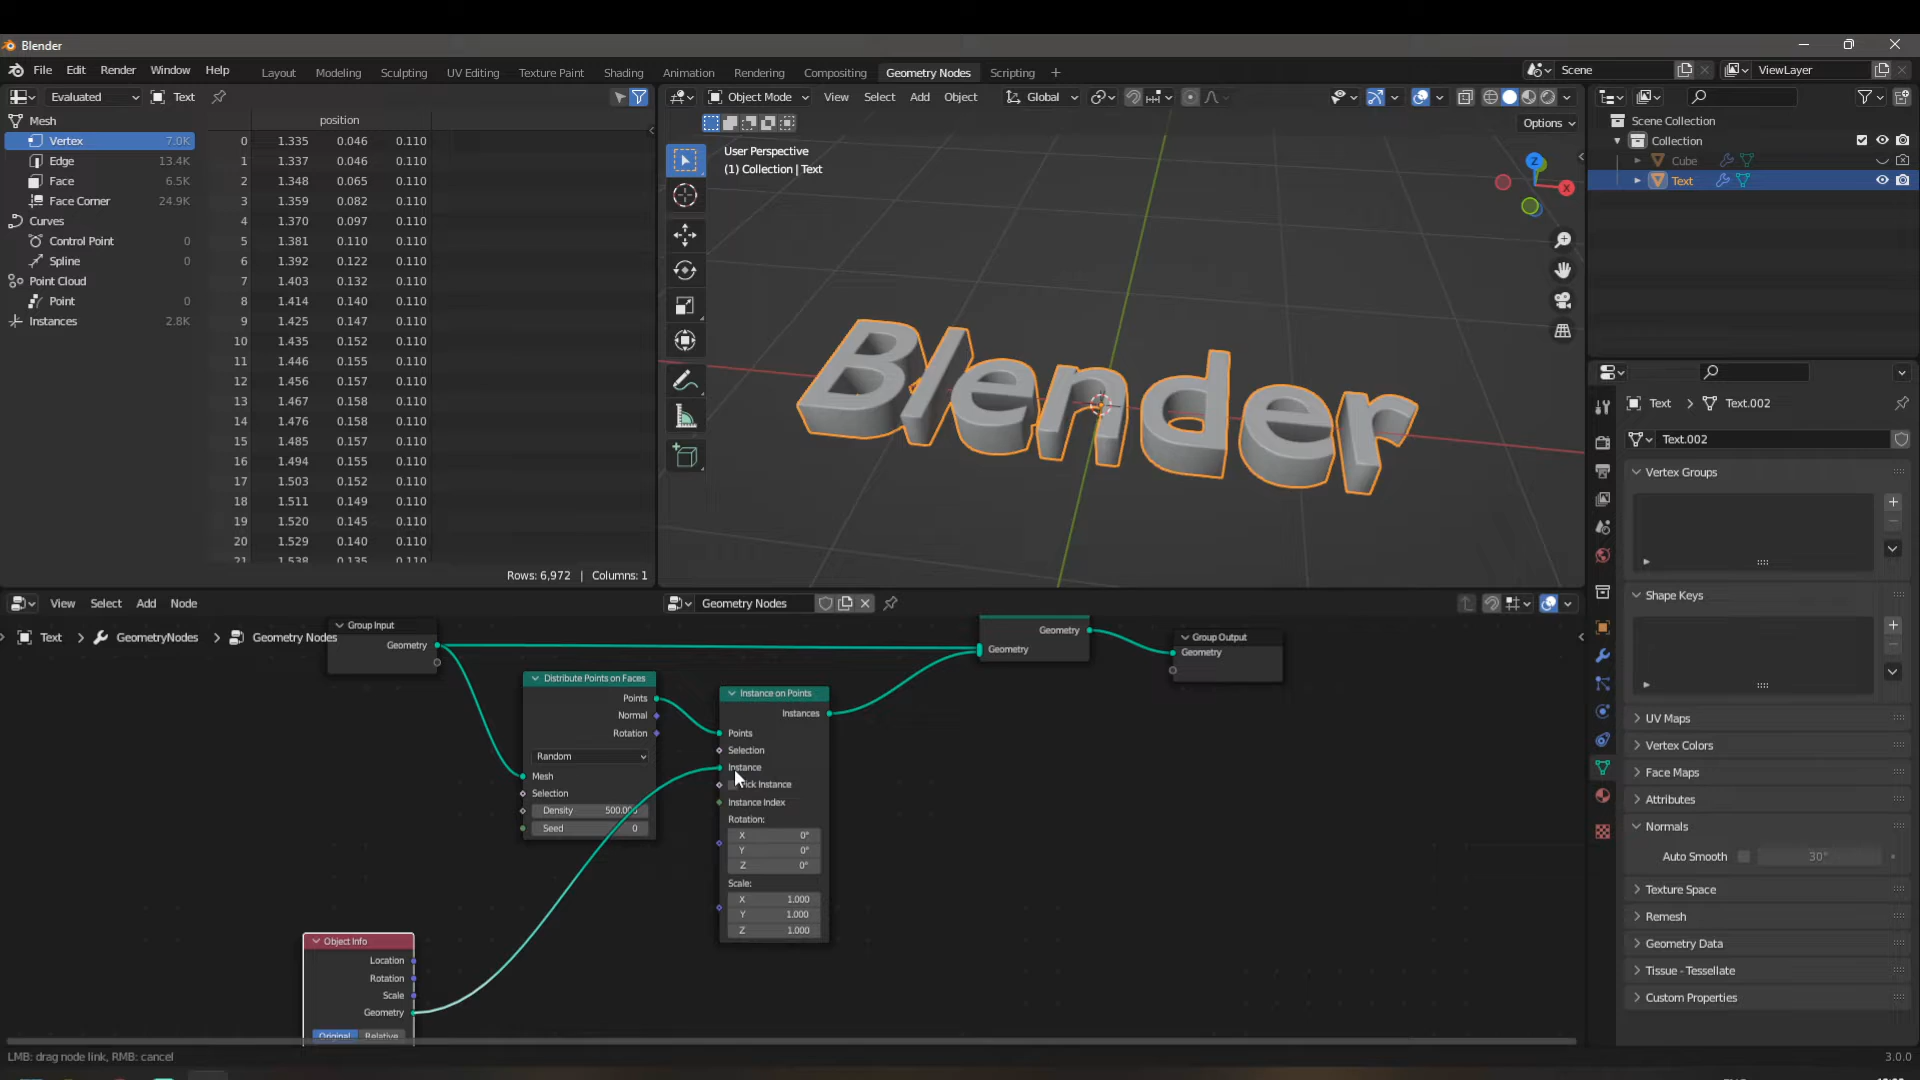 Blender
File Edit Render Window Help
Layout Modeling Sculpting UV Editing Texture Paint Shading Animation Rendering Compositing Geometry Nodes Scripting +
Scene
ViewLayer
Evaluated
Text
Mesh
Vertex 7.0K
Edge 13.4K
Face 6.5K
Face Corner 24.9K
Curves
Control Point 0
Spline 0
Point Cloud
Point 0
Instances 2.8K
position
0 1.335 0.046 0.110
1 1.337 0.046 0.110
2 1.348 0.065 0.110
3 1.359 0.082 0.110
4 1.370 0.097 0.110
5 1.381 0.110 0.110
6 1.392 0.122 0.110
7 1.403 0.132 0.110
8 1.414 0.140 0.110
9 1.425 0.147 0.110
10 1.435 0.152 0.110
11 1.446 0.155 0.110
12 1.456 0.157 0.110
13 1.467 0.158 0.110
14 1.476 0.158 0.110
15 1.485 0.157 0.110
16 1.494 0.155 0.110
17 1.503 0.152 0.110
18 1.511 0.149 0.110
19 1.520 0.145 0.110
20 1.529 0.140 0.110
21 1.538 0.135 0.110
Rows: 6,972 | Columns: 1
Object Mode View Select Add Object Global
Options
User Perspective
(1) Collection | Text
Z
X
Blender
Scene Collection
Collection
Cube
Text
Text Text.002
Text.002
Vertex Groups
Shape Keys
UV Maps
Vertex Colors
Face Maps
Attributes
Normals
Auto Smooth 30°
Texture Space
Remesh
Geometry Data
Tissue - Tessellate
Custom Properties
View Select Add Node
Geometry Nodes
Text GeometryNodes Geometry Nodes
Group Input
Geometry
Distribute Points on Faces
Points
Normal
Rotation
Random
Mesh
Selection
Density
Seed 0
Instance on Points
Instances
Points
Selection
Instance
Instance Index
Rotation:
X 0°
Y 0°
Z 0°
Scale:
X 1.000
Y 1.000
Z 1.000
Geometry
Geometry
Group Output
Geometry
Object Info
Location
Rotation
Scale
Geometry
Original Relative
LMB: drag node link, RMB: cancel
3.0.0